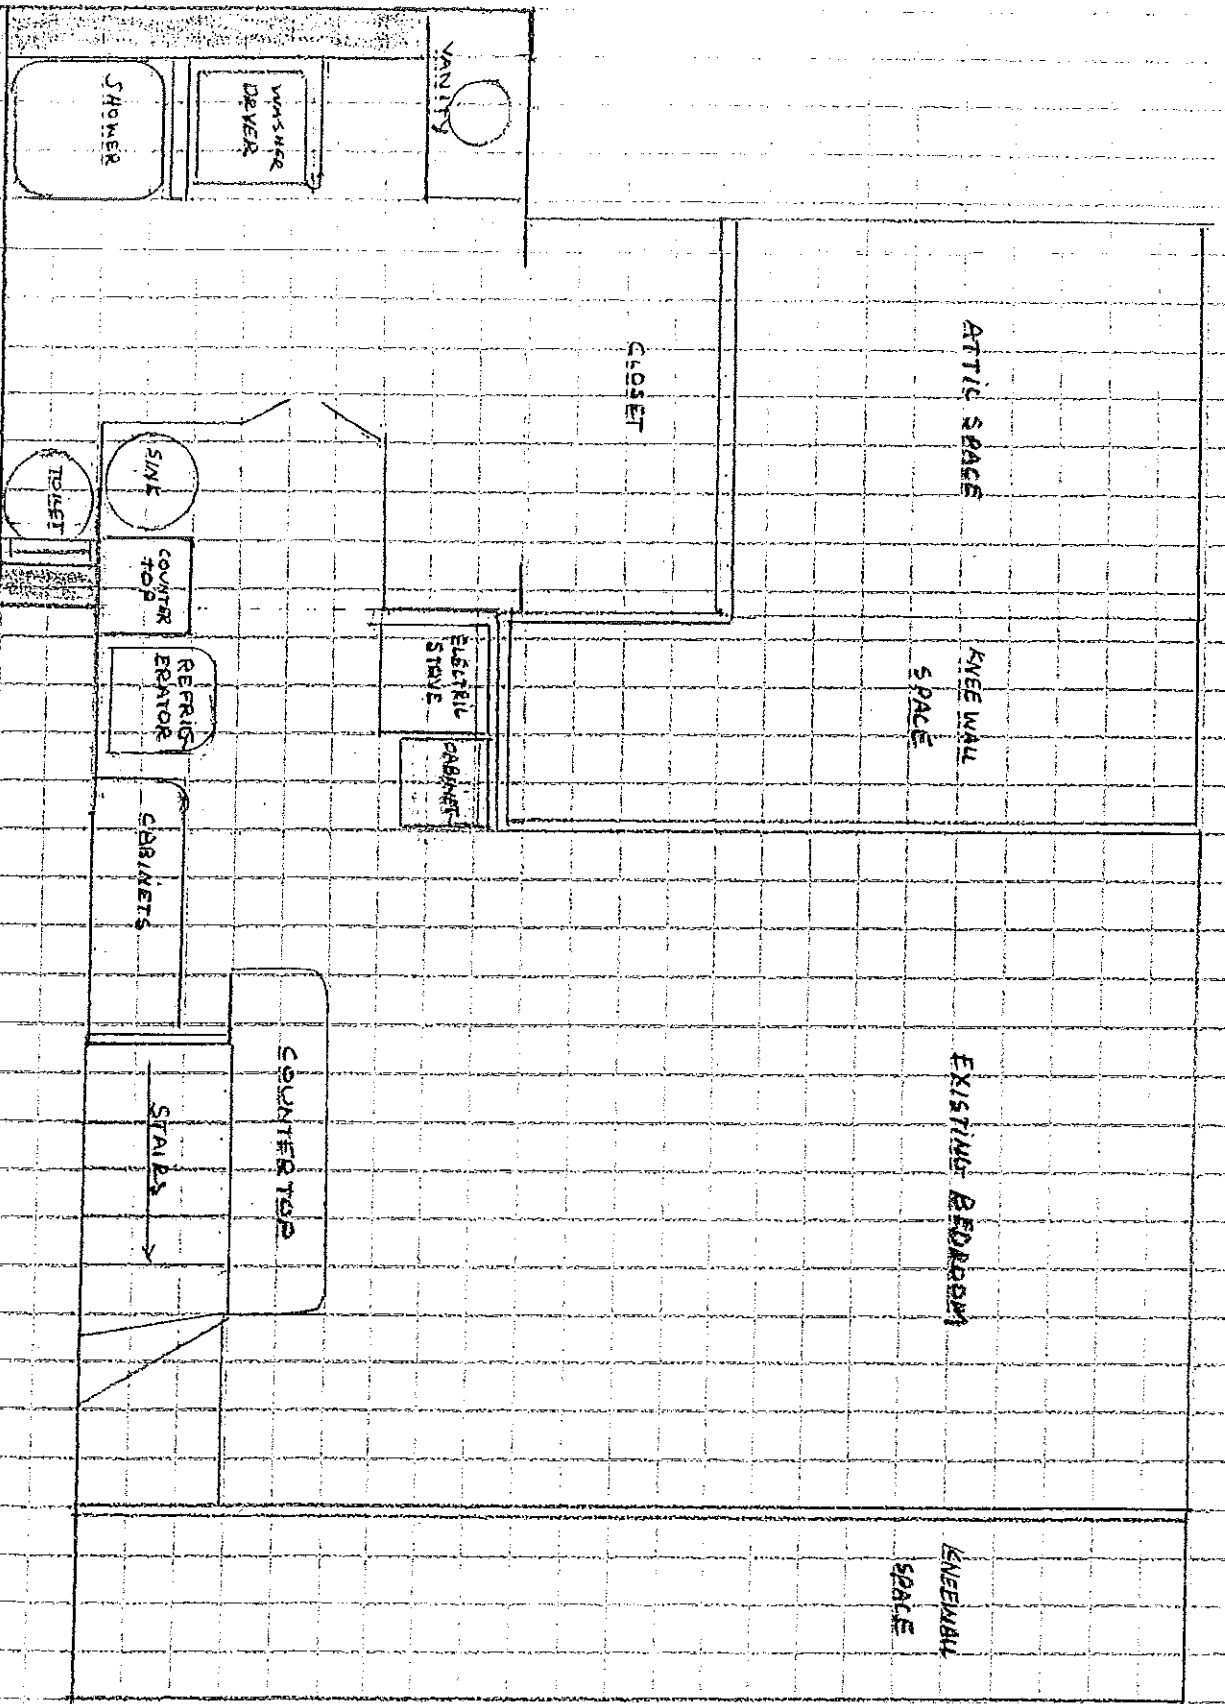 ATTIC SPACE
KNEE WALL
SPACE
EXISTING BEDROOM
KNEEWALL
SPACE
CLOSET
VANITY
ELECTRIC
STOVE
CABINET
COUNTER TOP
WASHER
DRYER
SHOWER
SINK
COUNTER
TOP
REFRIG
ERATOR
CABINETS
STAIRS
TOILET